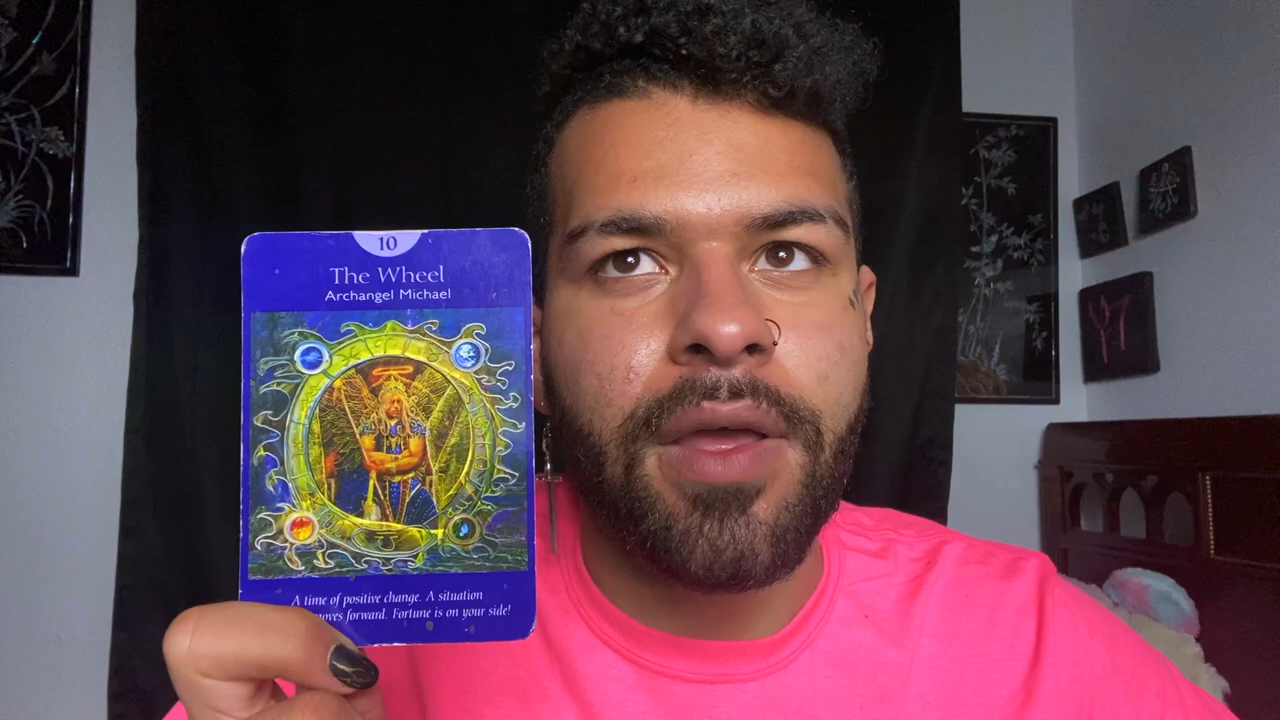 10
The Wheel
Archangel Michael
A time of positive change. A situation
moves forward. Fortune is on your side!